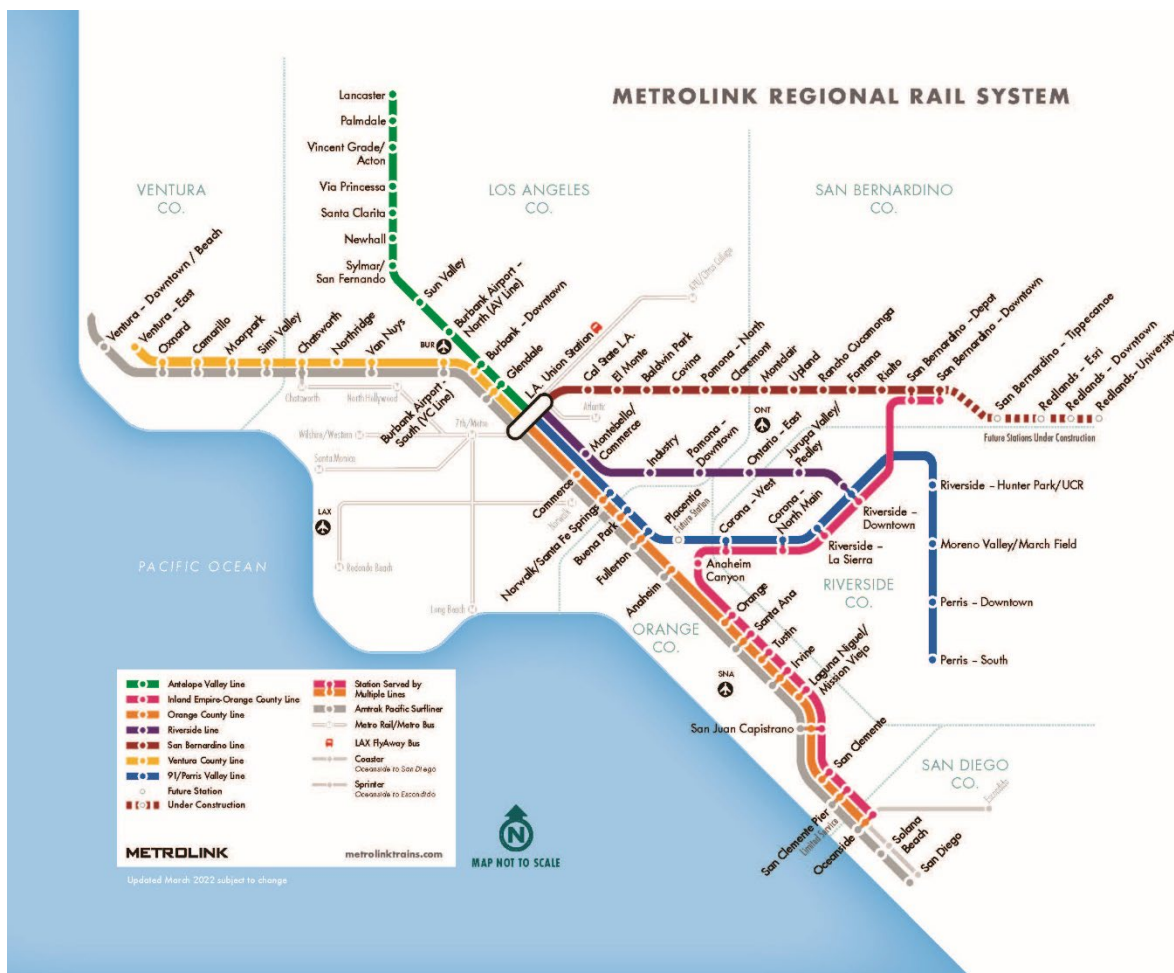 METROLINK REGIONAL RAIL SYSTEM
VENTURA
CO.
LOS ANGELES
CO.
SAN BERNARDINO
CO.
Lancaster
Palmdale
Vincent Grade/
Acton
Via Princessa
Santa Clarita
Newhall
Sylmar/
San Fernando
Sun Valley
Burbank Airport –
North (AV Line)
Burbank – Downtown
Glendale
L.A. Union Station
APU/Citrus College
Ventura – Downtown / Beach
Ventura – East
Oxnard
Camarillo
Moorpark
Simi Valley
Chatsworth
Northridge
Van Nuys
BUR
Burbank Airport –
South (VC Line)
Chatsworth
North Hollywood
Wilshire/Western
7th/Metro
Santa Monica
Atlantic
LAX
Redondo Beach
Norwalk
Long Beach
Cal State L.A.
El Monte
Baldwin Park
Covina
Pomona – North
Claremont
Montclair
Upland
Rancho Cucamonga
Fontana
Rialto
San Bernardino – Depot
San Bernardino – Downtown
San Bernardino – Tippecanoe
Redlands – Esri
Redlands – Downtown
Redlands– University
Future Stations Under Construction
Montebello/
Commerce
Industry
Pomona –
Downtown
ONT
Ontario – East
Jurupa Valley/
Pedley
Commerce
Norwalk/Santa Fe Springs
Buena Park
Fullerton
Placentia
Future Station
Corona – West
Corona –
North Main
Riverside –
Downtown
Riverside –
La Sierra
Riverside – Hunter Park/UCR
Moreno Valley/March Field
Perris – Downtown
Perris – South
RIVERSIDE
CO.
Anaheim
Canyon
Anaheim
ORANGE
CO.
Orange
Santa Ana
Tustin
Irvine
Laguna Niguel/
Mission Viejo
SNA
San Juan Capistrano
San Clemente
SAN DIEGO
CO.
San Clemente Pier
Limited Service
Oceanside
Escondido
Solana
Beach
San Diego
PACIFIC OCEAN
Antelope Valley Line
Inland Empire-Orange County Line
Orange County Line
Riverside Line
San Bernardino Line
Ventura County Line
91/Perris Valley Line
Future Station
Under Construction
Station Served by
Multiple Lines
Amtrak Pacific Surfliner
Metro Rail/Metro Bus
LAX FlyAway Bus
Coaster
Oceanside to San Diego
Sprinter
Oceanside to Escondido
METROLINK
metrolinktrains.com
N
MAP NOT TO SCALE
Updated March 2022 subject to change